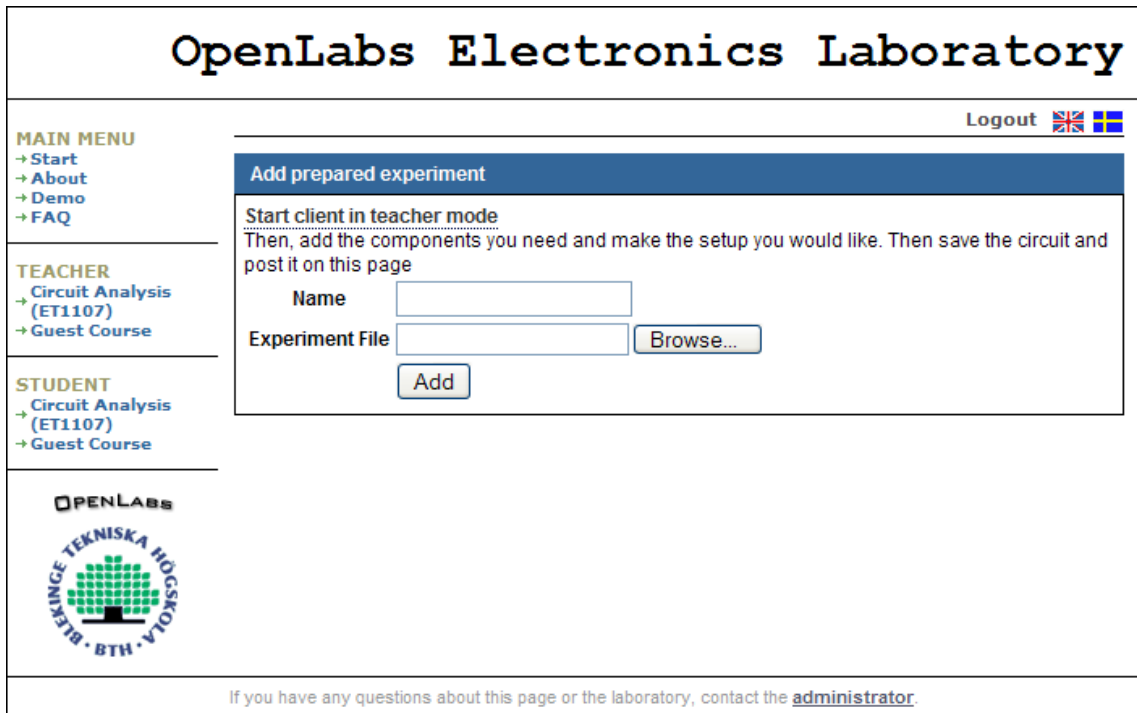 OpenLabs Electronics Laboratory
Logout
MAIN MENU
Start
About
Demo
FAQ
TEACHER
Circuit Analysis
(ET1107)
Guest Course
STUDENT
Circuit Analysis
(ET1107)
Guest Course
OPENLABS
BLEKINGE TEKNISKA HÖGSKOLA · BTH ·
Add prepared experiment
Start client in teacher mode
Then, add the components you need and make the setup you would like. Then save the circuit and
post it on this page
Name
Experiment File Browse...
Add
If you have any questions about this page or the laboratory, contact the administrator.